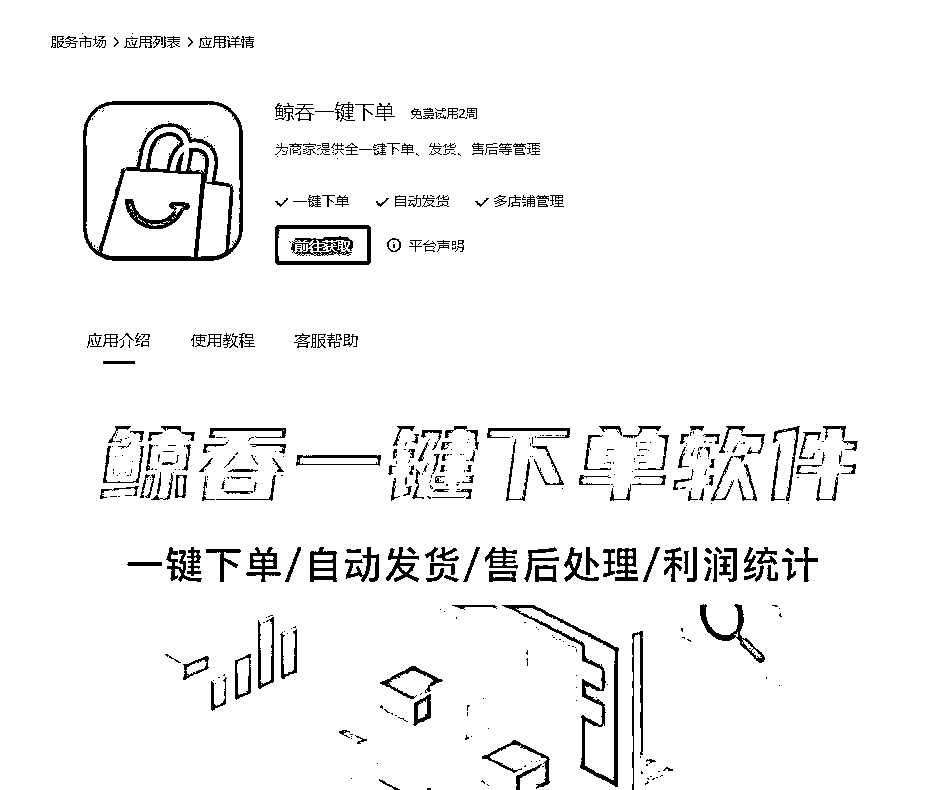 服务市场 > 应用列表 > 应用详情
鲸吞一键下单 免费试用2周
为商家提供全一键下单、发货、售后等管理
一键下单 自动发货 多店铺管理
前往获取 平台声明
应用介绍 使用教程 客服帮助
鲸吞一键下单软件
一键下单/自动发货/售后处理/利润统计